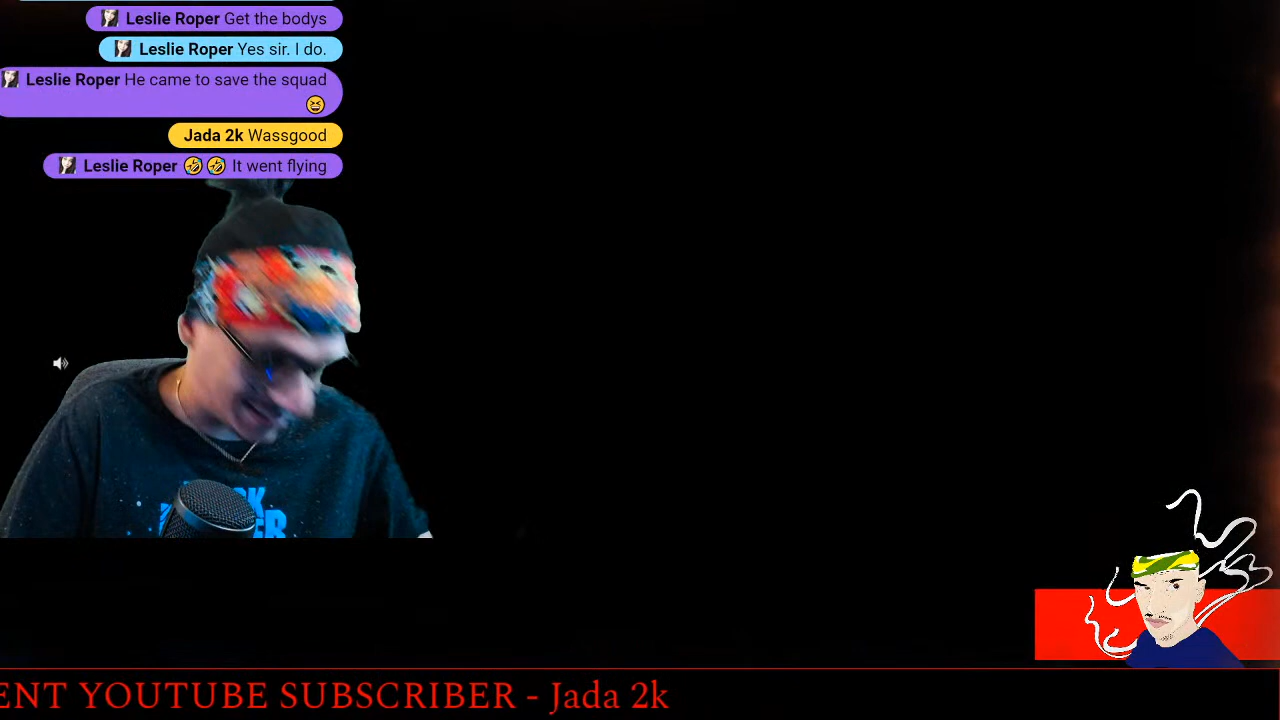 Leslie Roper Get the bodys
Leslie Roper Yes sir. I do.
Leslie Roper He came to save the squad
😆
Jada 2k Wassgood
Leslie Roper 🤣 🤣 It went flying
ENT YOUTUBE SUBSCRIBER - Jada 2k